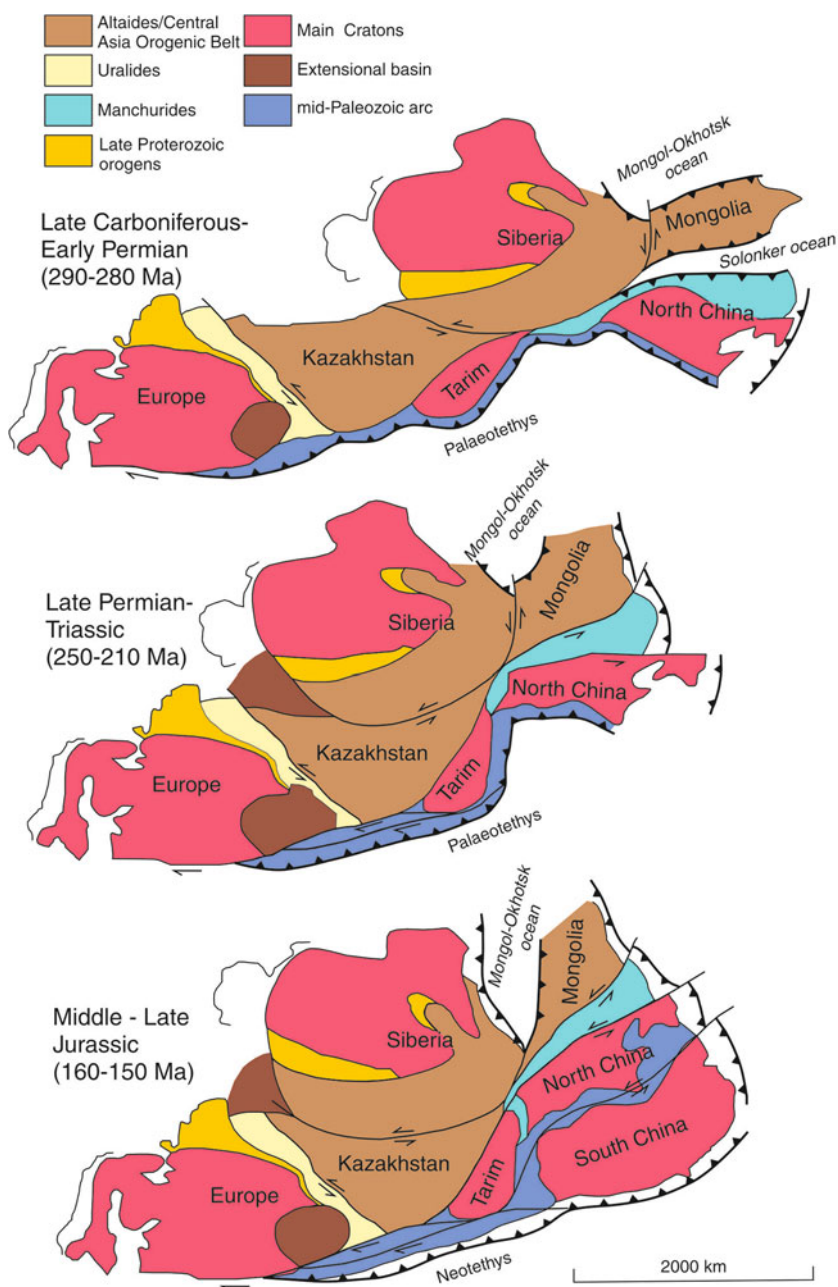 Altaides/Central
Asia Orogenic Belt
Main Cratons
Uralides
Extensional basin
Manchurides
mid-Paleozoic arc
Late Proterozoic
orogens
Late Carboniferous-
Early Permian
(290-280 Ma)
Mongol-Okhotsk
ocean
Mongolia
Siberia
Solonker ocean
North China
Kazakhstan
Tarim
Europe
Palaeotethys
Late Permian-
Triassic
(250-210 Ma)
Mongol-Okhotsk
ocean
Mongolia
Siberia
North China
Kazakhstan
Tarim
Europe
Palaeotethys
Middle - Late
Jurassic
(160-150 Ma)
Mongol-Okhotsk
ocean
Mongolia
Siberia
North China
South China
Kazakhstan
Tarim
Europe
Neotethys
2000 km